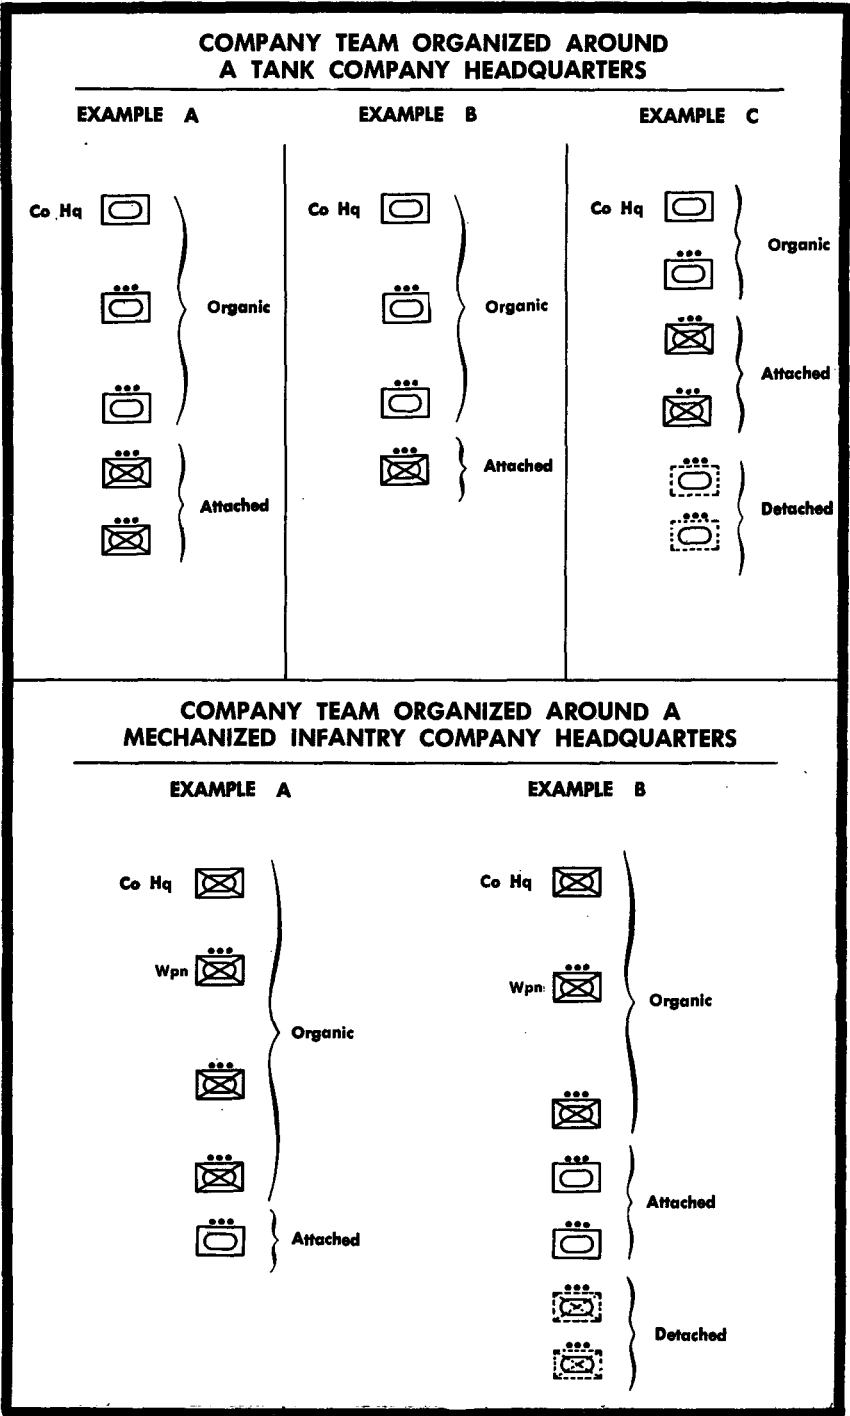 COMPANY TEAM ORGANIZED AROUND
A TANK COMPANY HEADQUARTERS
EXAMPLE A
Co Hq
Organic
Attached
EXAMPLE B
Co Hq
Organic
Attached
EXAMPLE C
Co Hq
Organic
Attached
Detached
COMPANY TEAM ORGANIZED AROUND A
MECHANIZED INFANTRY COMPANY HEADQUARTERS
EXAMPLE A
Co Hq
Wpn
Organic
Attached
EXAMPLE B
Co Hq
Wpn
Organic
Attached
Detached